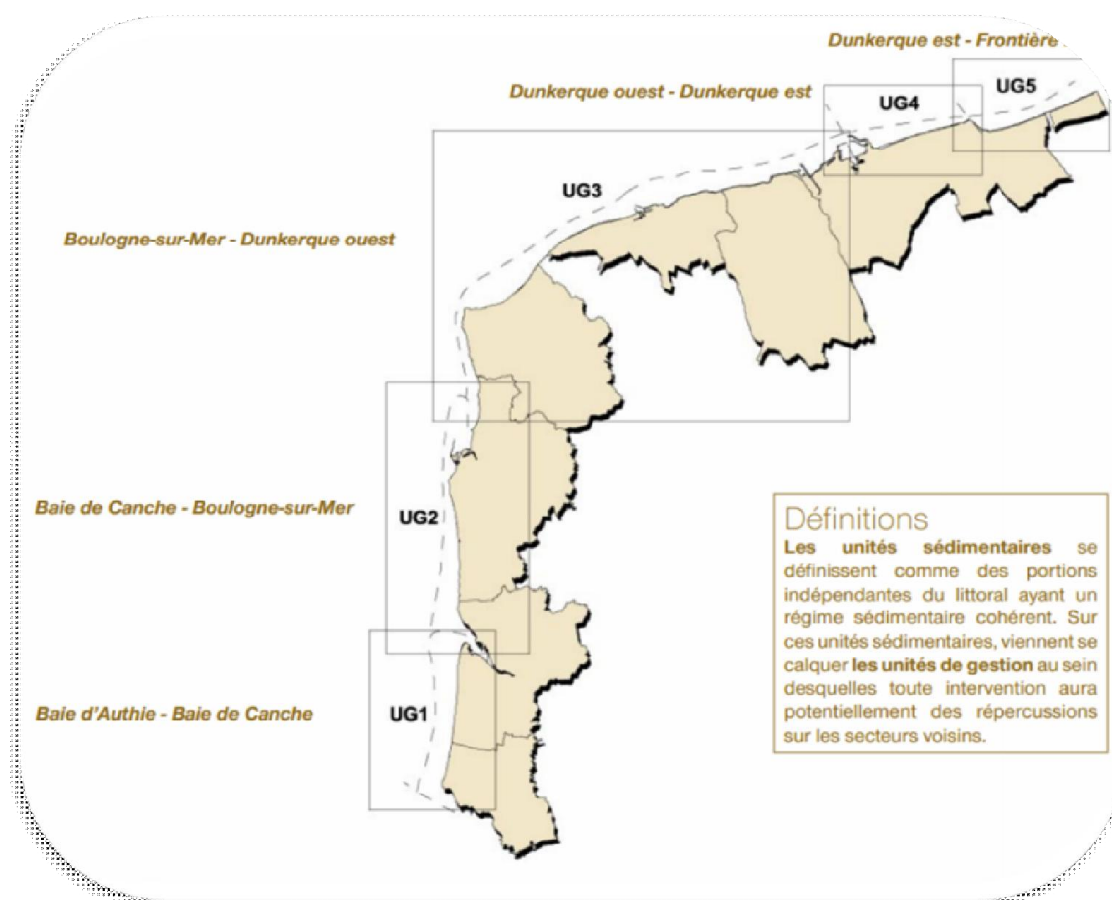 Dunkerque est - Frontière
Dunkerque ouest - Dunkerque est
UG5
UG4
UG3
Boulogne-sur-Mer - Dunkerque ouest
Baie de Canche - Boulogne-sur-Mer
UG2
Baie d'Authie - Baie de Canche
UG1
Définitions
Les unités sédimentaires se
définissent comme des portions
indépendantes du littoral ayant un
régime sédimentaire cohérent. Sur
ces unités sédimentaires, viennent se
calquer les unités de gestion au sein
desquelles toute intervention aura
potentiellement des répercussions
sur les secteurs voisins.